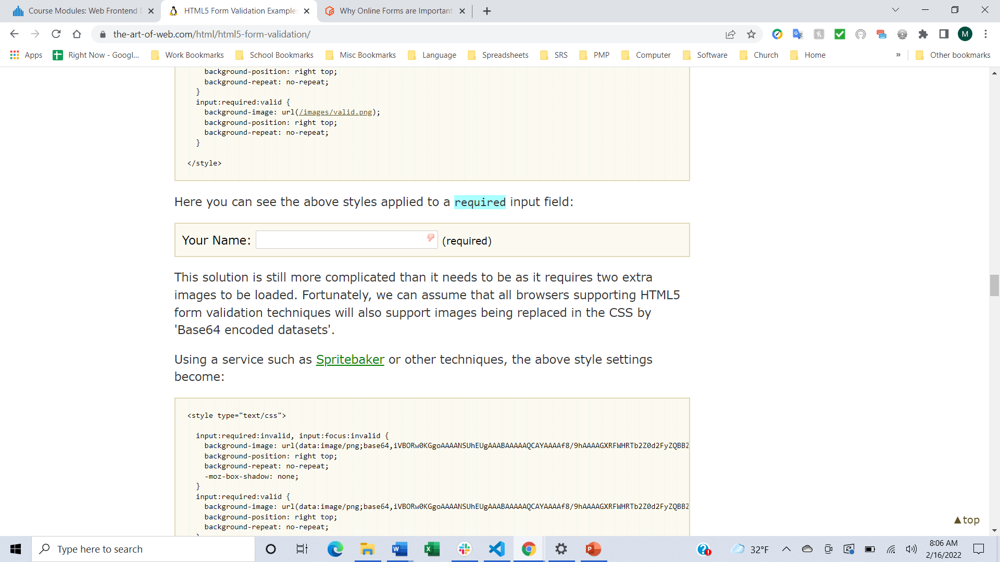 Course Modules: Web Frontend
HTML5 Form Validation Examples
Why Online Forms are Important
the-art-of-web.com/html/html5-form-validation/
M
Apps
Right Now - Googl...
Work Bookmarks
School Bookmarks
Misc Bookmarks
Language
Spreadsheets
SRS
PMP
Computer
Software
Church
Home
»
Other bookmarks
background-position: right top;
background-repeat: no-repeat;
}
input:required:valid {
background-image: url(/images/valid.png);
background-position: right top;
background-repeat: no-repeat;
}
</style>
Here you can see the above styles applied to a required input field:
Your Name: (required)
This solution is still more complicated than it needs to be as it requires two extra
images to be loaded. Fortunately, we can assume that all browsers supporting HTML5
form validation techniques will also support images being replaced in the CSS by
'Base64 encoded datasets'.
Using a service such as Spritebaker or other techniques, the above style settings
become:
<style type="text/css">
input:required:invalid, input:focus:invalid {
background-image: url(data:image/png;base64,iVBORw0KGgoAAAANSUhEUgAAABAAAAAQCAYAAAAf8/9hAAAAGXRFWHRTb2Z0d2FyZQBBZ
background-position: right top;
background-repeat: no-repeat;
-moz-box-shadow: none;
}
input:required:valid {
background-image: url(data:image/png;base64,iVBORw0KGgoAAAANSUhEUgAAABAAAAAQCAYAAAAf8/9hAAAAGXRFWHRTb2Z0d2FyZQBBZ
background-position: right top;
background-repeat: no-repeat;
▲top
Type here to search
32°F
8:06 AM
2/16/2022